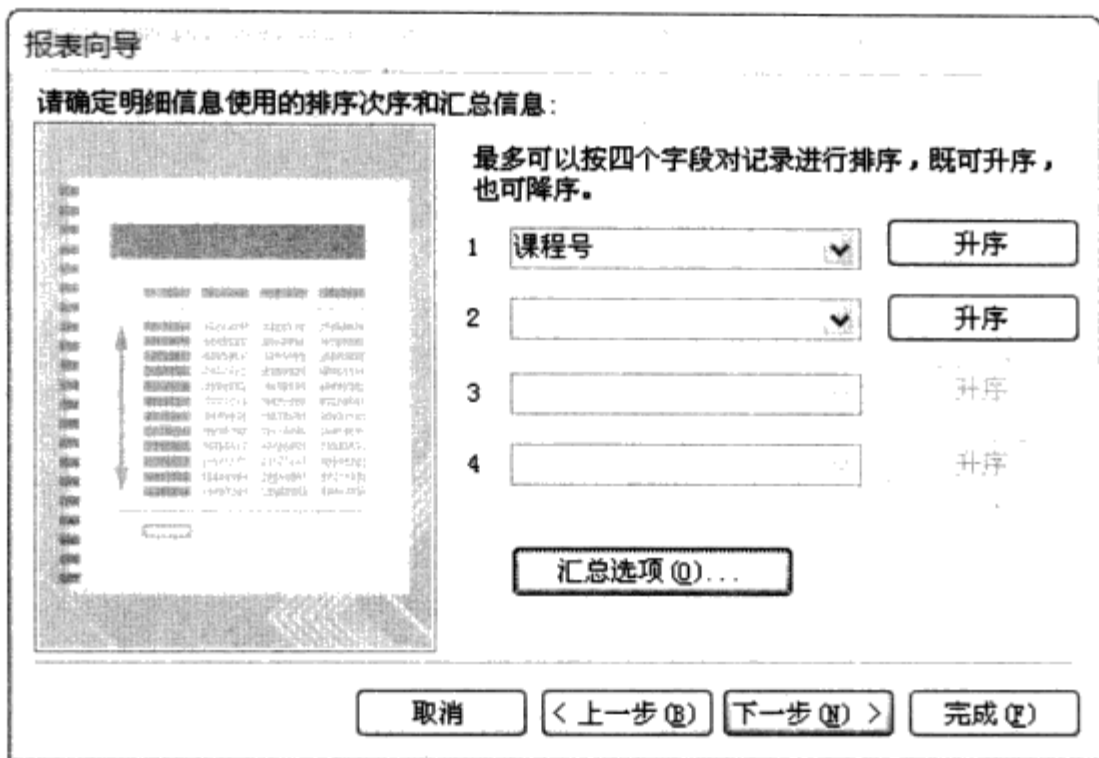 报表向导
请确定明细信息使用的排序次序和汇总信息:
最多可以按四个字段对记录进行排序，既可升序，
也可降序。
1 课程号 升序
2 升序
3 升序
4 升序
汇总选项(O)...
取消 < 上一步(B) 下一步(N) > 完成(F)